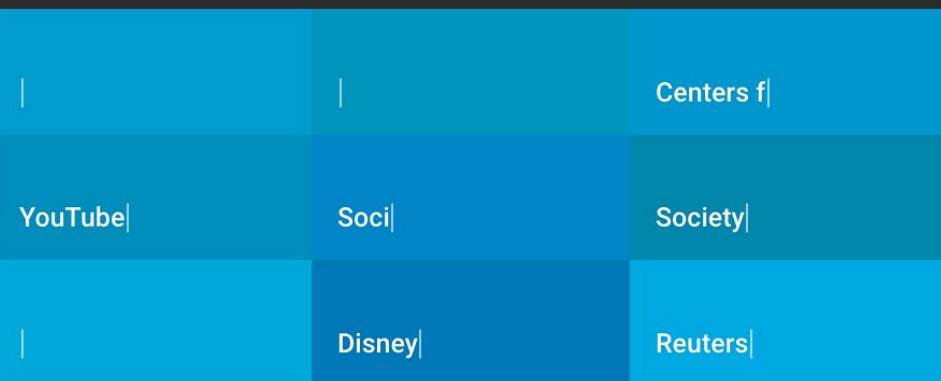 Centers f
YouTube
Soci
Society
Disney
Reuters